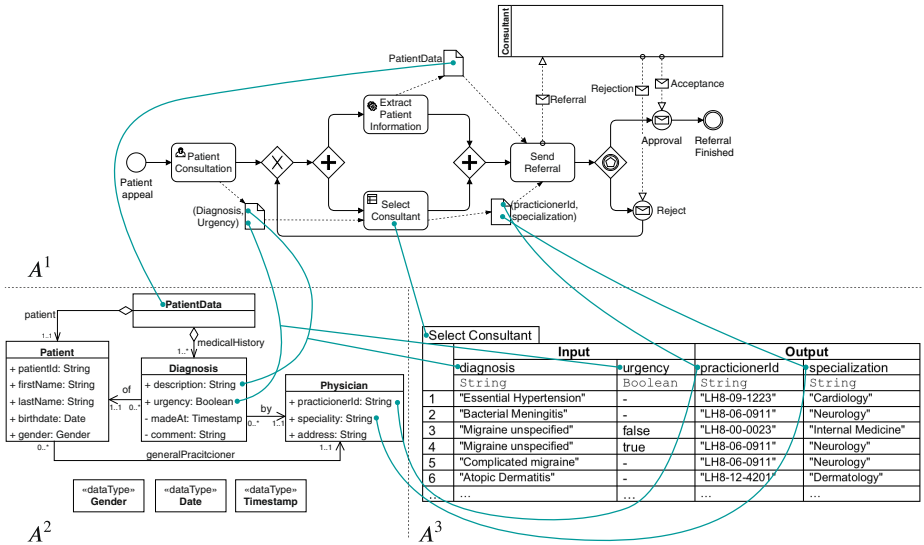 Consultant
PatientData
Extract
Patient
Information
Referral
Rejection
Acceptance
Patient
Consultation
Send
Referral
Approval
Referral
Finished
Patient
appeal
Select
Consultant
(Diagnosis,
Urgency)
(practicionerId,
specialization)
Reject
A1
patient
PatientData
1..1
1..*
medicalHistory
Patient
+ patientId: String
+ firstName: String
+ lastName: String
+ birthdate: Date
+ gender: Gender
of
1..1
0..*
Diagnosis
+ description: String
+ urgency: Boolean
- madeAt: Timestamp
- comment: String
by
0..*
1..1
Physician
+ practicionerId: String
+ speciality: String
+ address: String
0..*
generalPracitcioner
1..1
«dataType»
Gender
«dataType»
Date
«dataType»
Timestamp
A2
Select Consultant
Input Output
diagnosis urgency practicionerId specialization
String Boolean String String
1 "Essential Hypertension" - "LH8-09-1223" "Cardiology"
2 "Bacterial Meningitis" - "LH8-06-0911" "Neurology"
3 "Migraine unspecified" false "LH8-00-0023" "Internal Medicine"
4 "Migraine unspecified" true "LH8-06-0911" "Neurology"
5 "Complicated migraine" - "LH8-06-0911" "Neurology"
6 "Atopic Dermatitis" - "LH8-12-4201" "Dermatology"
... ... ... ... ...
A3